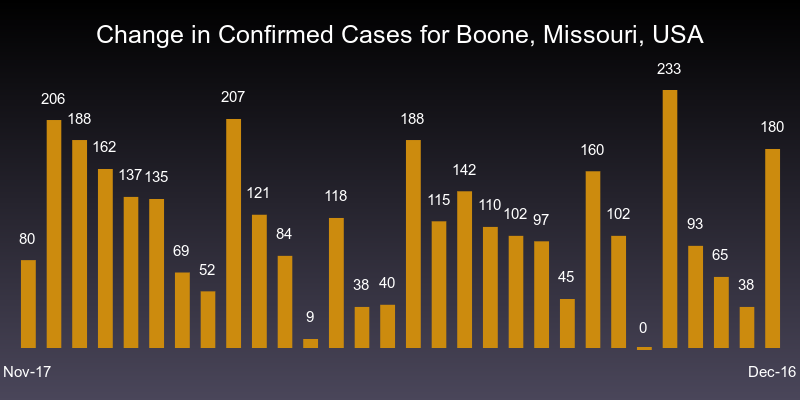 Change in Confirmed Cases for Boone, Missouri, USA
80 206 188 162 137 135 69 52 207 121 84 9 118 38 40 188 115 142 110 102 97 45 160 102 0 233 93 65 38 180
Nov-17 Dec-16